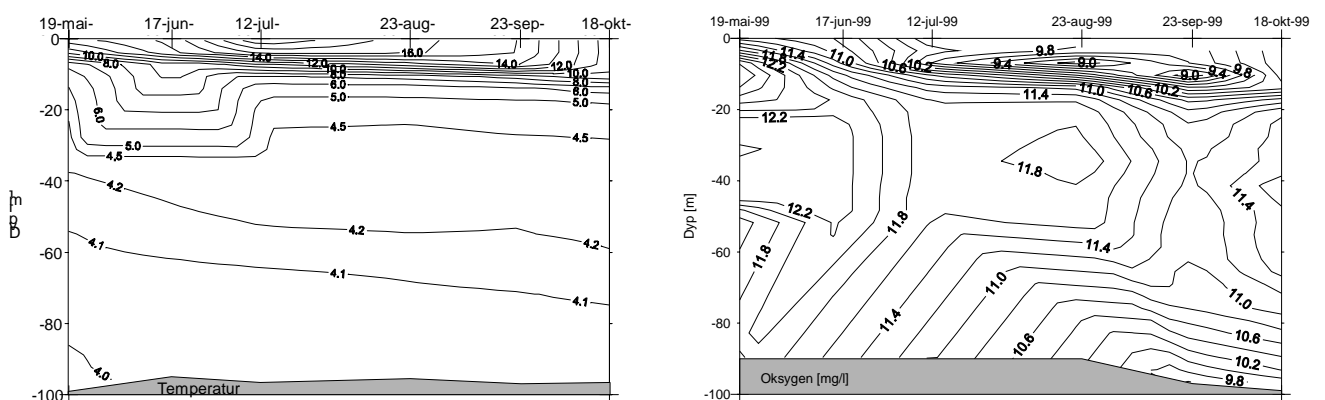 19-mai- 17-jun- 12-jul- 23-aug- 23-sep- 18-okt-
0
-20
-40
-60
-80
-100
10.0 8.0 14.0 16.0 12.0 10.0 8.0 6.0 5.0 14.0 12.0 10.0 8.0 6.0 5.0
6.0 5.0 4.5 4.5 4.5
4.2 4.2 4.2
4.1 4.1 4.1
4.0
Temperatur
19-mai-99 17-jun-99 12-jul-99 23-aug-99 23-sep-99 18-okt-99
Dyp [m]
0
-20
-40
-60
-80
-100
11.4 11.0 10.6 10.2 9.8 9.4 9.0 9.0 9.4 9.8
12.2 11.4 11.0 10.6 10.2
12.2 11.8
12.2 11.8 11.4 11.4
11.8 11.0 11.0
11.4 10.6 10.6
10.2
9.8
Oksygen [mg/l]